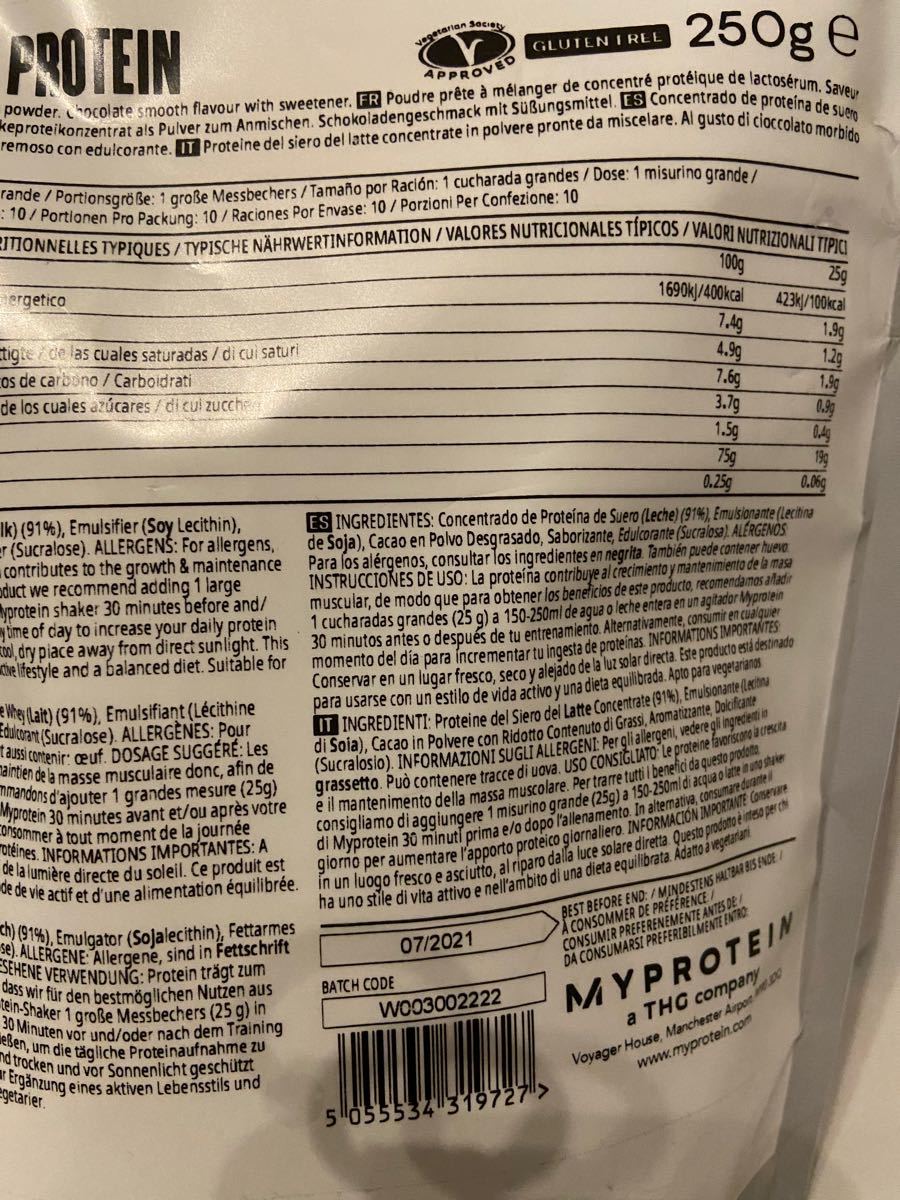 PROTEIN
Vegetarian Society
APPROVED
GLUTEN FREE
250g e
powder. Chocolate smooth flavour with sweetener. FR Poudre prête à mélanger de concentré protéique de lactosérum. Saveur
keproteikonzentrat als Pulver zum Anmischen. Schokoladengeschmack mit Süßungsmittel. ES Concentrado de proteína de suero
remoso con edulcorante. IT Proteine del siero del latte concentrate in polvere pronte da miscelare. Al gusto di cioccolato morbido
rande / Portionsgröße: 1 große Messbechers / Tamaño por Ración: 1 cucharada grandes / Dose: 1 misurino grande /
: 10 / Portionen Pro Packung: 10 / Raciones Por Envase: 10 / Porzioni Per Confezione: 10
RITIONNELLES TYPIQUES / TYPISCHE NÄHRWERTINFORMATION / VALORES NUTRICIONALES TÍPICOS / VALORI NUTRIZIONALI TIPICI
100g 25g
ergetico 1690kJ/400kcal 423kJ/100kcal
7.4g 1.9g
ttigte / de las cuales saturadas / di cui saturi 4.9g 1.2g
os de carbono / Carboidrati 7.6g 1.9g
de los cuales azúcares / di cui zuccheri 3.7g 0.9g
1.5g 0.4g
75g 19g
0.25g 0.06g
lk) (91%), Emulsifier (Soy Lecithin),
r (Sucralose). ALLERGENS: For allergens,
contributes to the growth & maintenance
oduct we recommend adding 1 large
yprotein shaker 30 minutes before and/
y time of day to increase your daily protein
cool, dry place away from direct sunlight. This
ctive lifestyle and a balanced diet. Suitable for
e Whey (Lait) (91%), Emulsifiant (Lécithine
Edulcorant (Sucralose). ALLERGÈNES: Pour
t aussi contenir: œuf. DOSAGE SUGGÉRÉ: Les
aintien de la masse musculaire donc, afin de
mmandons d'ajouter 1 grandes mesure (25g)
Myprotein 30 minutes avant et/ou après votre
consommer à tout moment de la journée
rotéines. INFORMATIONS IMPORTANTES: A
de la lumière directe du soleil. Ce produit est
de de vie actif et d'une alimentation équilibrée.
ch) (91%), Emulgator (Sojalecithin), Fettarmes
se). ALLERGENE: Allergene, sind in Fettschrift
ESEHENE VERWENDUNG: Protein trägt zum
dass wir für den bestmöglichen Nutzen aus
tein-Shaker 1 große Messbechers (25 g) in
30 Minuten vor und/oder nach dem Training
eßen, um die tägliche Proteinaufnahme zu
nd trocken und vor Sonnenlicht geschützt
r Ergänzung eines aktiven Lebensstils und
egetarier.
ES INGREDIENTES: Concentrado de Proteína de Suero (Leche) (91%), Emulsionante (Lecitina
de Soja), Cacao en Polvo Desgrasado, Saborizante, Edulcorante (Sucralosa). ALÉRGENOS:
Para los alérgenos, consultar los ingredientes en negrita. También puede contener huevo.
INSTRUCCIONES DE USO: La proteína contribuye al crecimiento y mantenimiento de la masa
muscular, de modo que para obtener los beneficios de este producto, recomendamos añadir
1 cucharadas grandes (25 g) a 150-250ml de agua o leche entera en un agitador Myprotein
30 minutos antes o después de tu entrenamiento. Alternativamente, consumir en cualquier
momento del día para incrementar tu ingesta de proteínas. INFORMATIONS IMPORTANTES:
Conservar en un lugar fresco, seco y alejado de la luz solar directa. Este producto está destinado
para usarse con un estilo de vida activo y una dieta equilibrada. Apto para vegetarianos.
IT INGREDIENTI: Proteine del Siero del Latte Concentrate (91%), Emulsionante (Lecitina
di Soia), Cacao in Polvere con Ridotto Contenuto di Grassi, Aromatizzante, Dolcificante
(Sucralosio). INFORMAZIONI SUGLI ALLERGENI: Per gli allergeni, vedere gli ingredienti in
grassetto. Può contenere tracce di uova. USO CONSIGLIATO: Le proteine favoriscono la crescita
e il mantenimento della massa muscolare. Per trarre tutti i benefici da questo prodotto,
consigliamo di aggiungere 1 misurino grande (25g) a 150-250ml di acqua o latte in uno shaker
di Myprotein 30 minuti prima e/o dopo l'allenamento. In alternativa, consumare durante il
giorno per aumentare l'apporto proteico giornaliero. INFORMACIÓN IMPORTANTE: Conservare
in un luogo fresco e asciutto, al riparo dalla luce solare diretta. Questo prodotto è inteso per chi
ha uno stile di vita attivo e nell'ambito di una dieta equilibrata. Adatto a vegetariani.
07/2021
BEST BEFORE END: / MINDESTENS HALTBAR BIS ENDE: /
À CONSOMMER DE PRÉFÉRENCE: /
CONSUMIR PREFERENEMENTE ANTES DE: /
DA CONSUMARSI PREFERIBILMENTE ENTRO:
BATCH CODE
W003002222
MYPROTEIN
a THG company
Voyager House, Manchester Airport,
www.myprotein.com
5 055534 319727 >